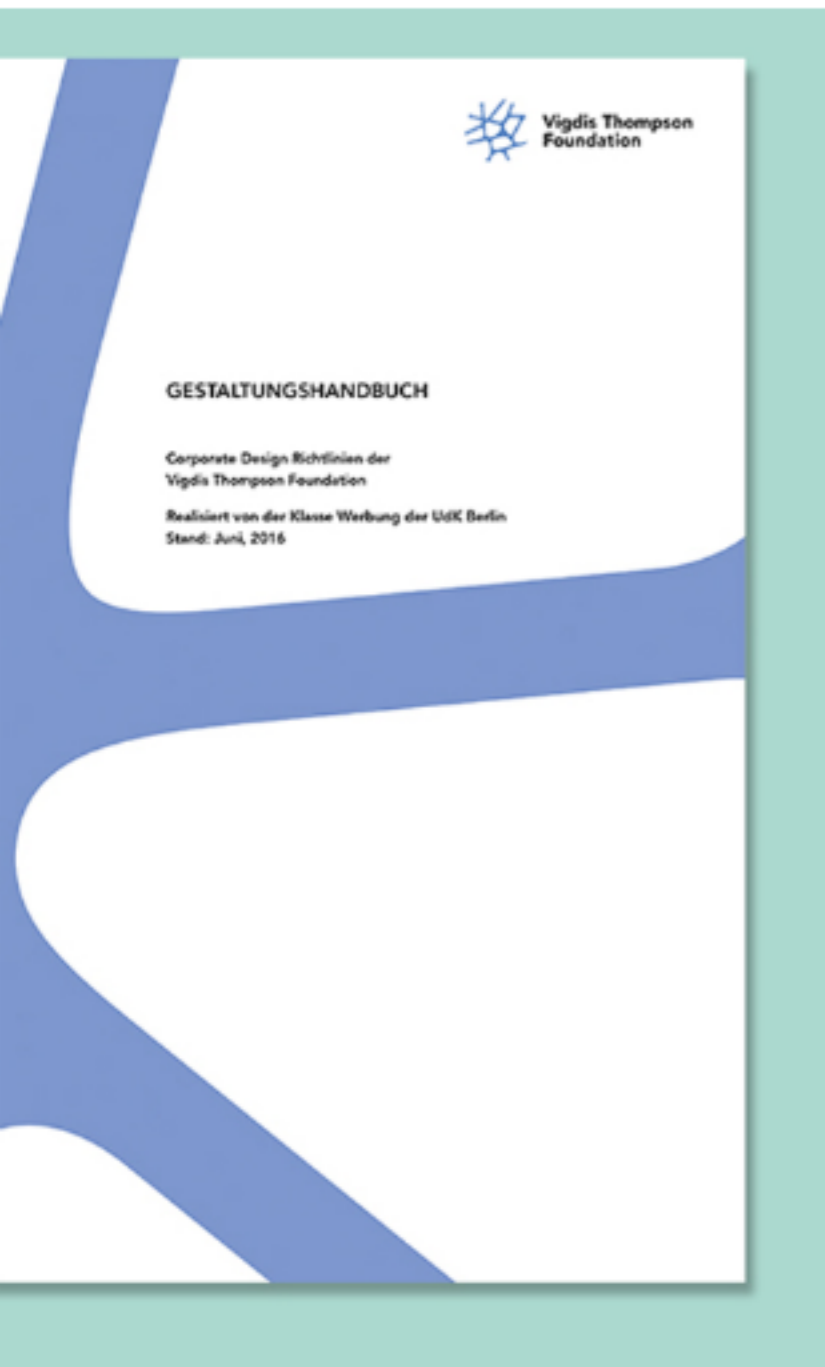 Vigdis Thompson
Foundation
GESTALTUNGSHANDBUCH
Corporate Design Richtlinien der
Vigdis Thompson Foundation
Realisiert von der Klasse Werbung der UdK Berlin
Stand: Juni, 2016